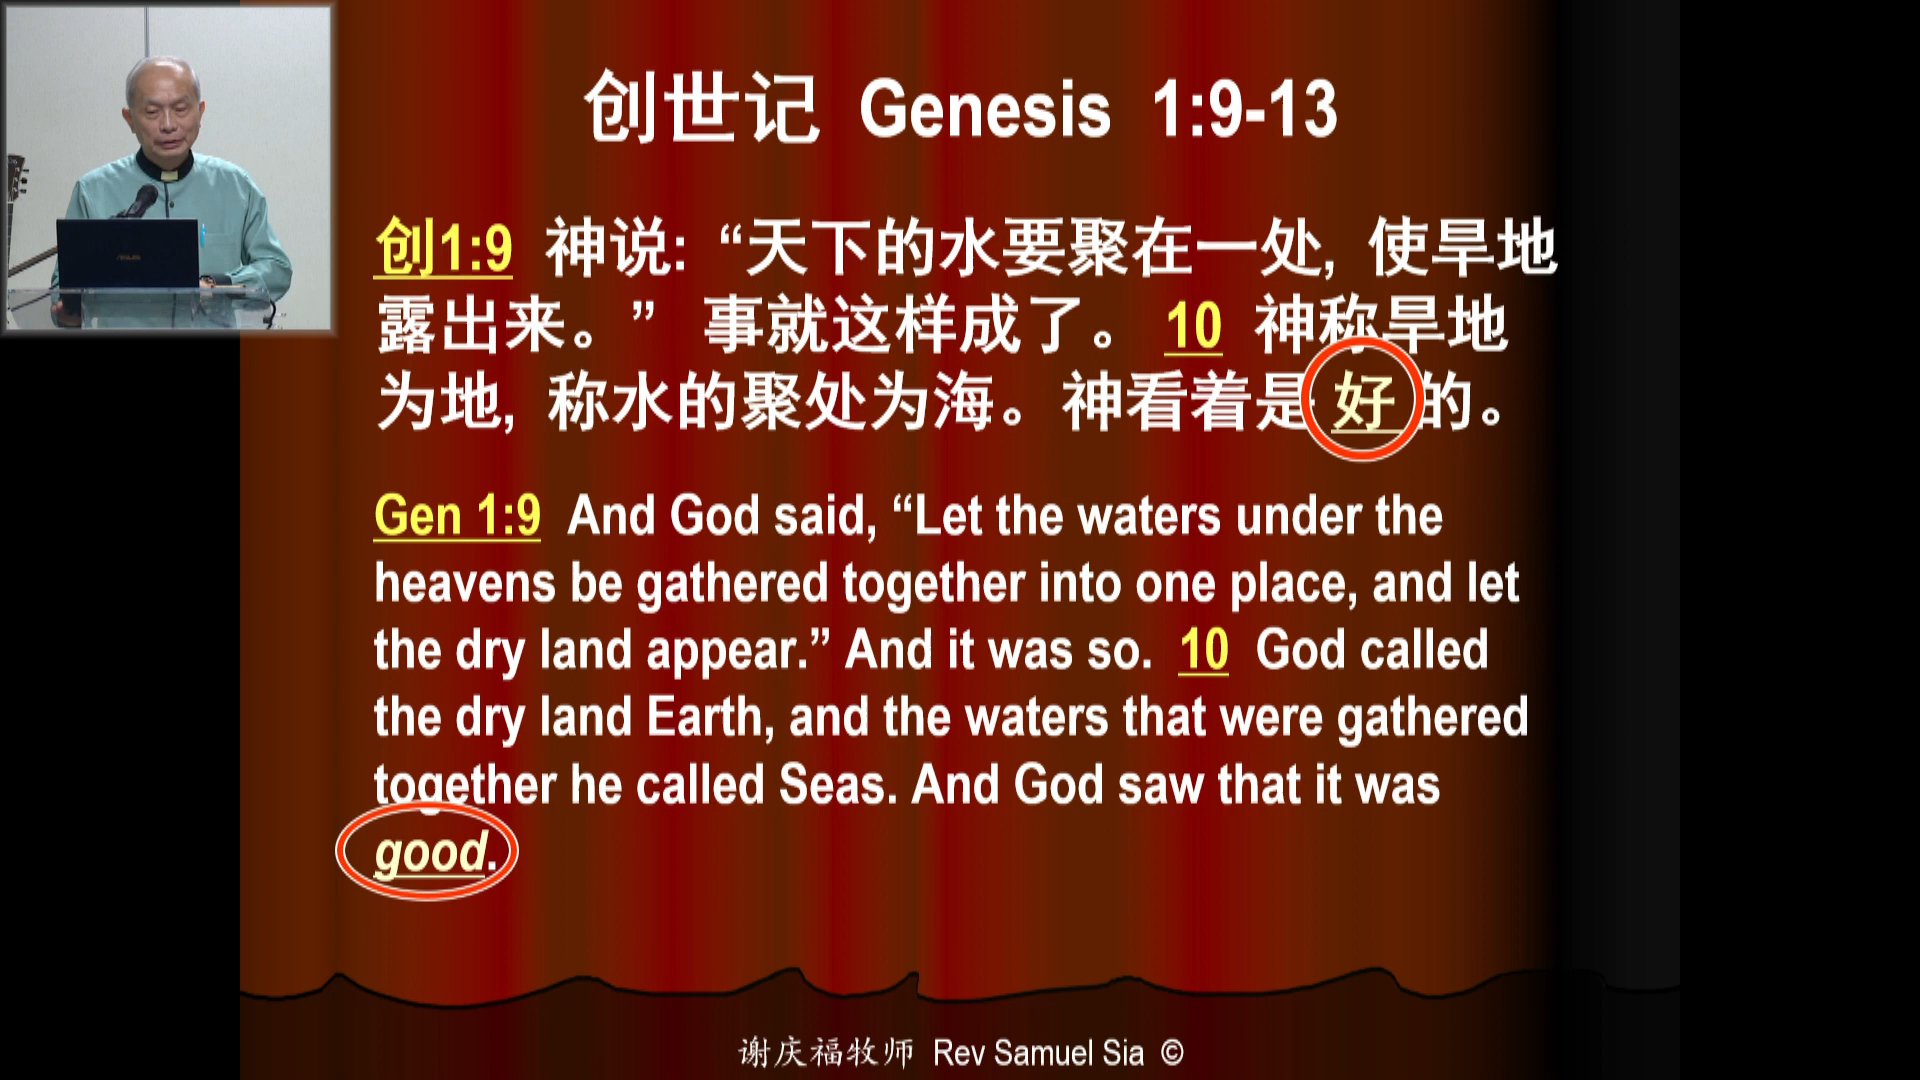 创世记 Genesis 1:9-13
创1:9 神说: “天下的水要聚在一处, 使旱地
露出来。” 事就这样成了。 10 神称旱地
为地, 称水的聚处为海。神看着是 好 的。
Gen 1:9 And God said, “Let the waters under the
heavens be gathered together into one place, and let
the dry land appear.” And it was so. 10 God called
the dry land Earth, and the waters that were gathered
together he called Seas. And God saw that it was
good.
谢庆福牧师 Rev Samuel Sia ©